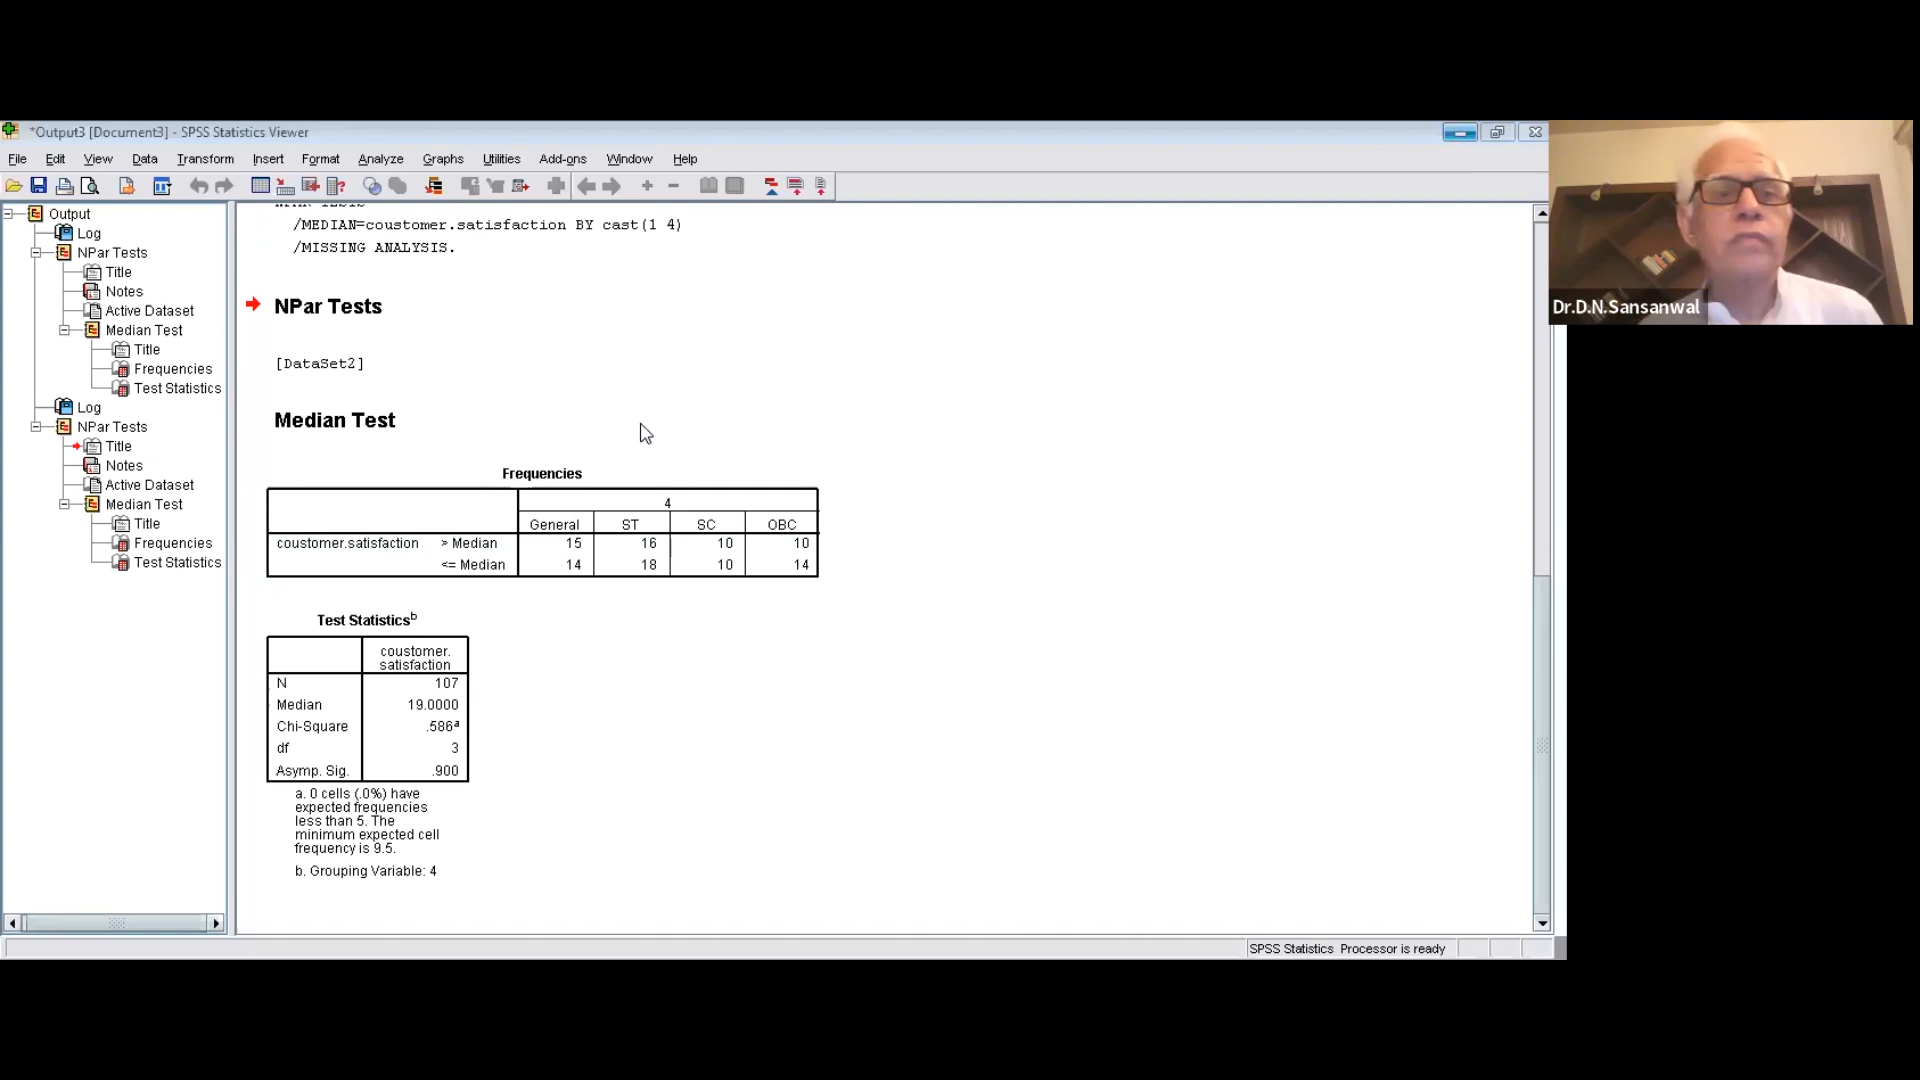 *Output3 [Document3] - SPSS Statistics Viewer
File Edit View Data Transform Insert Format Analyze Graphs Utilities Add-ons Window Help
Output
Log
NPar Tests
Title
Notes
Active Dataset
Median Test
Title
Frequencies
Test Statistics
Log
NPar Tests
Title
Notes
Active Dataset
Median Test
Title
Frequencies
Test Statistics
NPAR TESTS
/MEDIAN=coustomer.satisfaction BY cast(1 4)
/MISSING ANALYSIS.
NPar Tests
[DataSet2]
Median Test
Frequencies
4
General ST SC OBC
coustomer.satisfaction > Median 15 16 10 10
<= Median 14 18 10 14
Test Statistics b
coustomer.
satisfaction
N 107
Median 19.0000
Chi-Square .586 a
df 3
Asymp. Sig. .900
a. 0 cells (.0%) have
expected frequencies
less than 5. The
minimum expected cell
frequency is 9.5.
b. Grouping Variable: 4
SPSS Statistics Processor is ready
Dr.D.N.Sansanwal